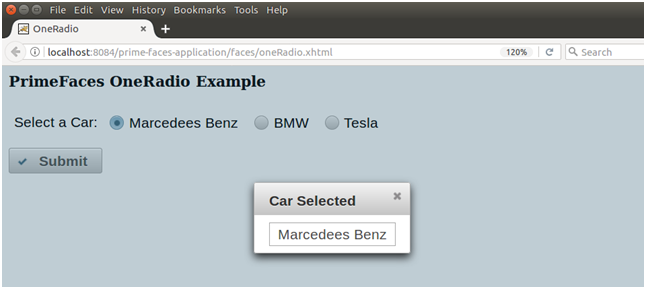 File Edit View History Bookmarks Tools Help
OneRadio
localhost:8084/prime-faces-application/faces/oneRadio.xhtml 120% Search
PrimeFaces OneRadio Example
Select a Car: Marcedees Benz BMW Tesla
Submit
Car Selected
Marcedees Benz